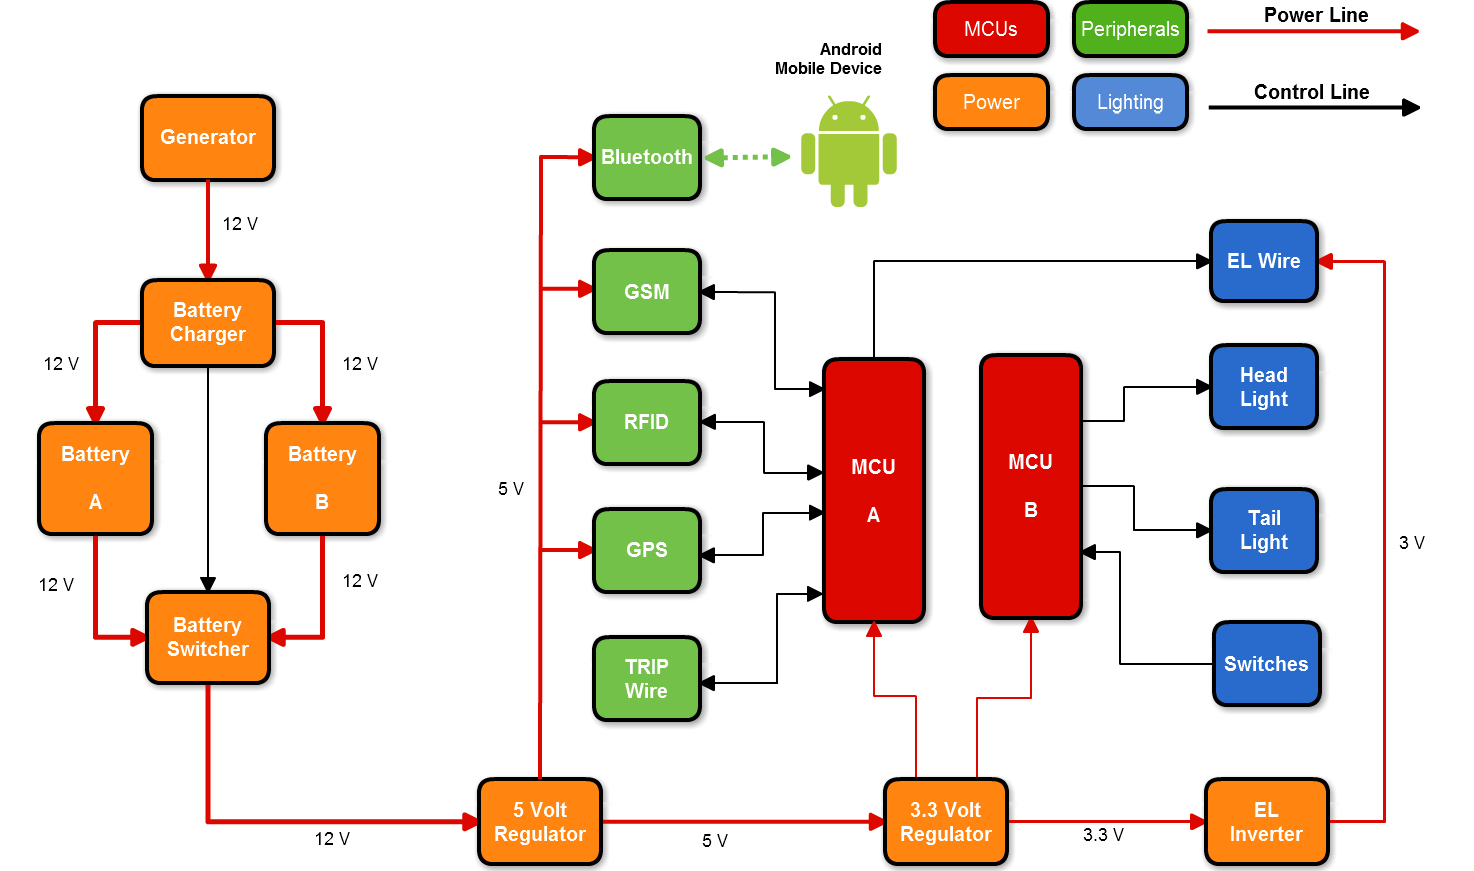 Android
Mobile Device
MCUs
Peripherals
Power Line
Power
Lighting
Control Line
Generator
12 V
Battery
Charger
12 V
12 V
Battery
A
Battery
B
12 V
12 V
Battery
Switcher
12 V
5 Volt
Regulator
5 V
5 V
Bluetooth
GSM
RFID
GPS
TRIP
Wire
MCU
A
MCU
B
3.3 Volt
Regulator
3.3 V
EL
Inverter
3 V
EL Wire
Head
Light
Tail
Light
Switches